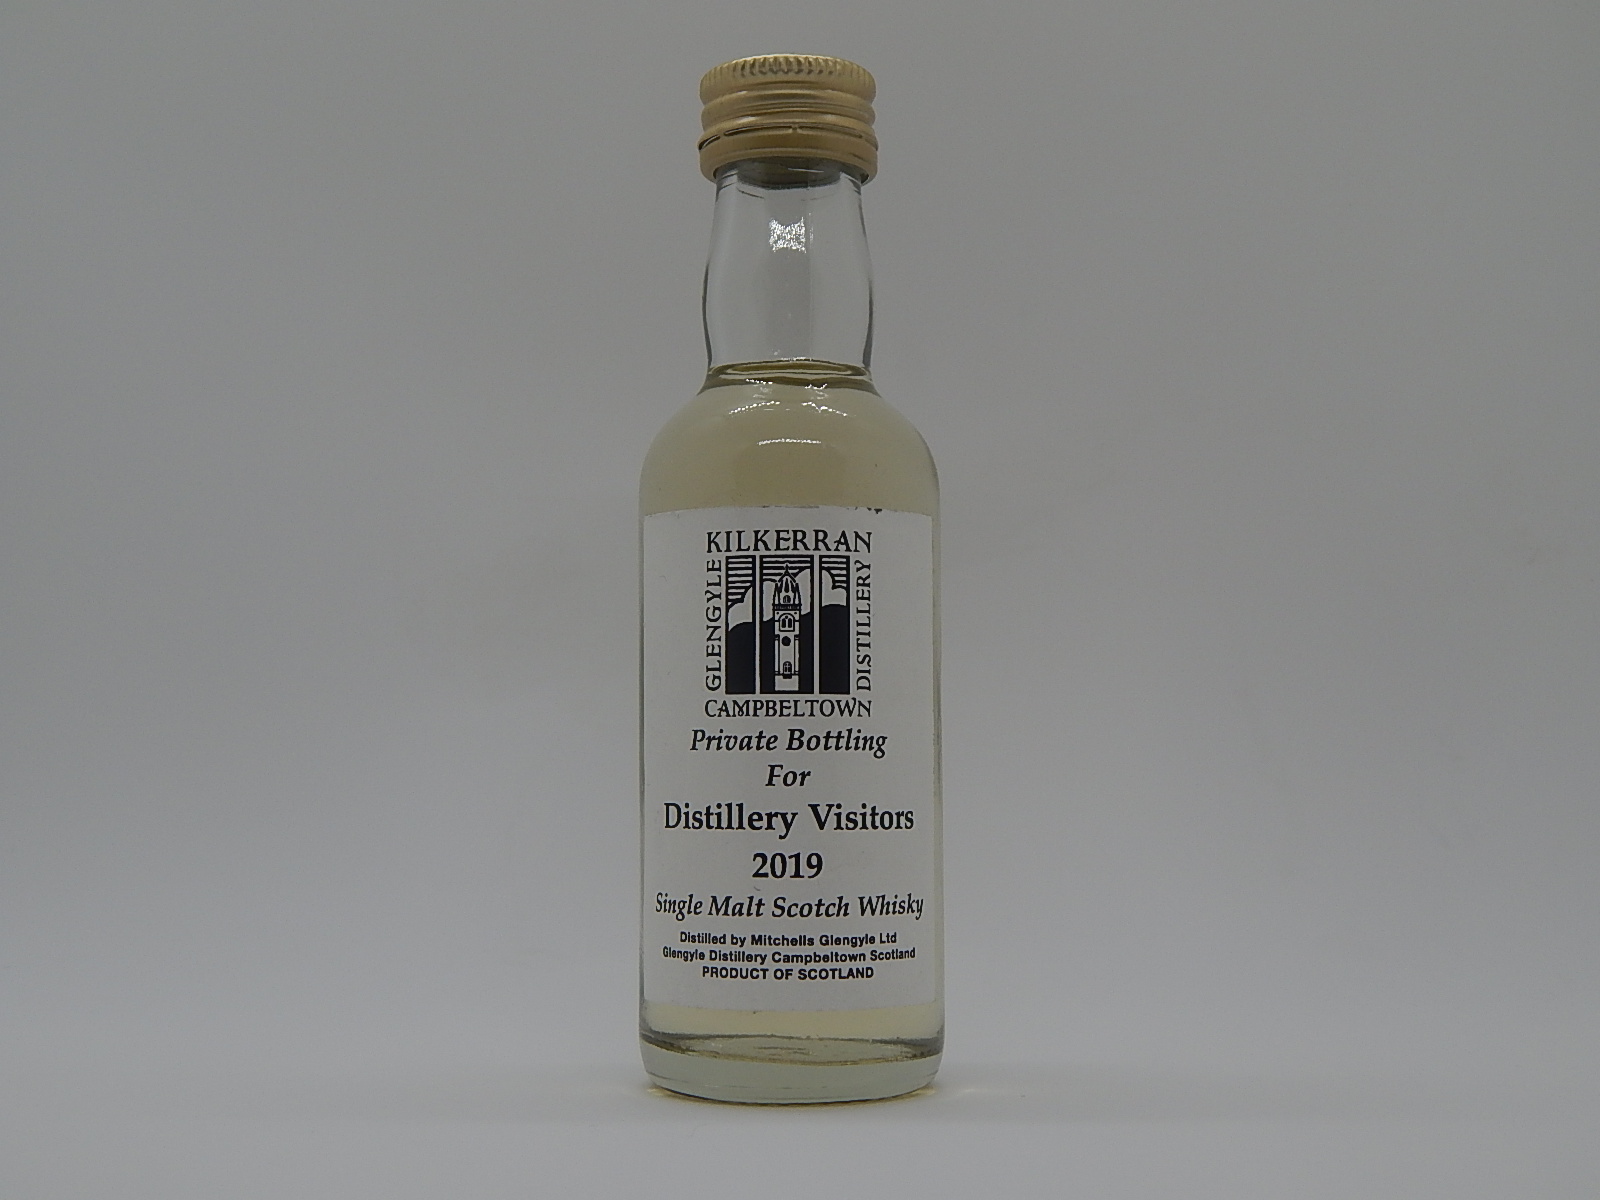 KILKERRAN
GLENGYLE
DISTILLERY
CAMPBELTOWN
Private Bottling
For
Distillery Visitors
2019
Single Malt Scotch Whisky
Distilled by Mitchells Glengyle Ltd
Glengyle Distillery Campbeltown Scotland
PRODUCT OF SCOTLAND